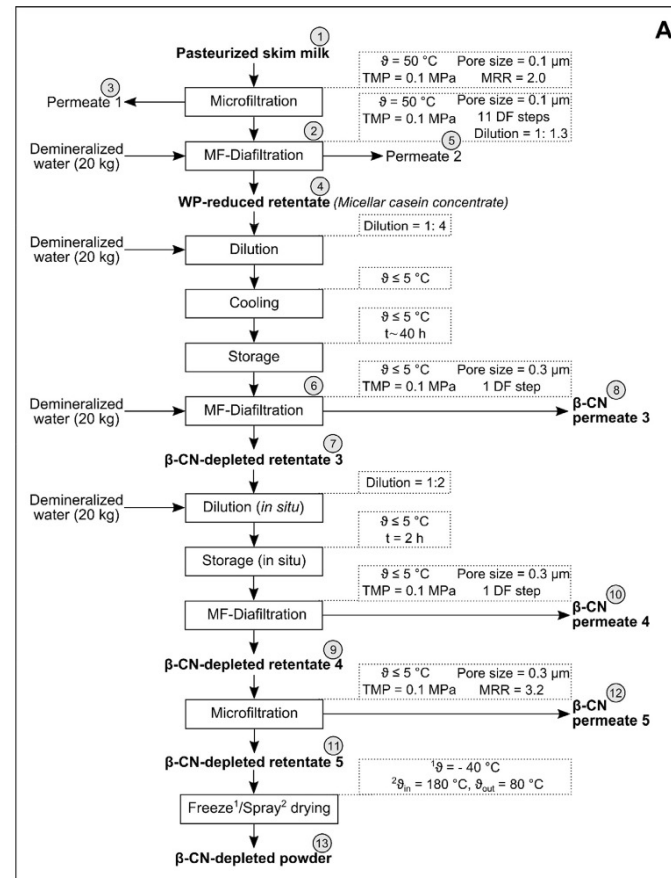 A
1
Pasteurized skim milk
ϑ = 50 °C Pore size = 0.1 µm
TMP = 0.1 MPa MRR = 2.0
3
Permeate 1
Microfiltration
ϑ = 50 °C Pore size = 0.1 µm
TMP = 0.1 MPa 11 DF steps
Dilution = 1: 1.3
2
5
Demineralized
water (20 kg)
MF-Diafiltration
Permeate 2
4
WP-reduced retentate (Micellar casein concentrate)
Dilution = 1: 4
Demineralized
water (20 kg)
Dilution
ϑ ≤ 5 °C
Cooling
ϑ ≤ 5 °C
t~ 40 h
Storage
ϑ ≤ 5 °C Pore size = 0.3 µm
TMP = 0.1 MPa 1 DF step
6
8
Demineralized
water (20 kg)
MF-Diafiltration
β-CN
permeate 3
7
β-CN-depleted retentate 3
Dilution = 1:2
Demineralized
water (20 kg)
Dilution (in situ)
ϑ ≤ 5 °C
t = 2 h
Storage (in situ)
ϑ ≤ 5 °C Pore size = 0.3 µm
TMP = 0.1 MPa 1 DF step
10
MF-Diafiltration
β-CN
permeate 4
9
β-CN-depleted retentate 4
ϑ ≤ 5 °C Pore size = 0.3 µm
TMP = 0.1 MPa MRR = 3.2
12
Microfiltration
β-CN
permeate 5
11
β-CN-depleted retentate 5
¹ϑ = - 40 °C
²ϑin = 180 °C, ϑout = 80 °C
Freeze¹/Spray² drying
13
β-CN-depleted powder